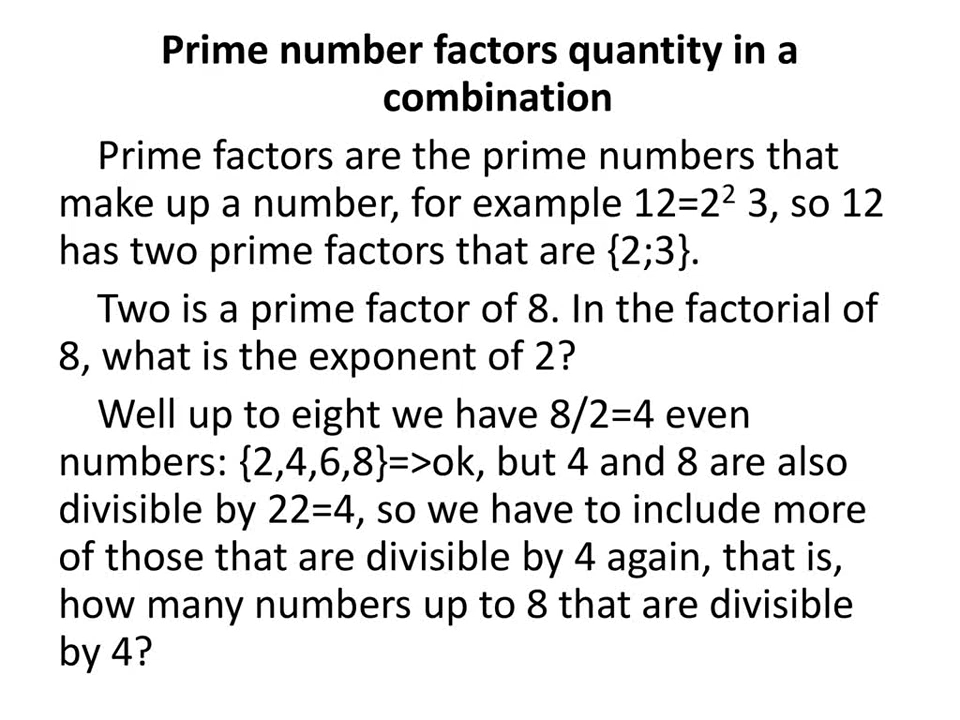 Prime number factors quantity in a
combination
Prime factors are the prime numbers that
make up a number, for example 12=2² 3, so 12
has two prime factors that are {2;3}.
Two is a prime factor of 8. In the factorial of
8, what is the exponent of 2?
Well up to eight we have 8/2=4 even
numbers: {2,4,6,8}=>ok, but 4 and 8 are also
divisible by 22=4, so we have to include more
of those that are divisible by 4 again, that is,
how many numbers up to 8 that are divisible
by 4?